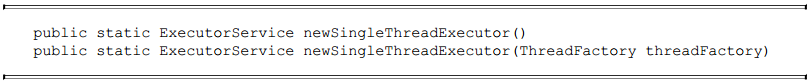 public static ExecutorService newSingleThreadExecutor()
public static ExecutorService newSingleThreadExecutor(ThreadFactory threadFactory)